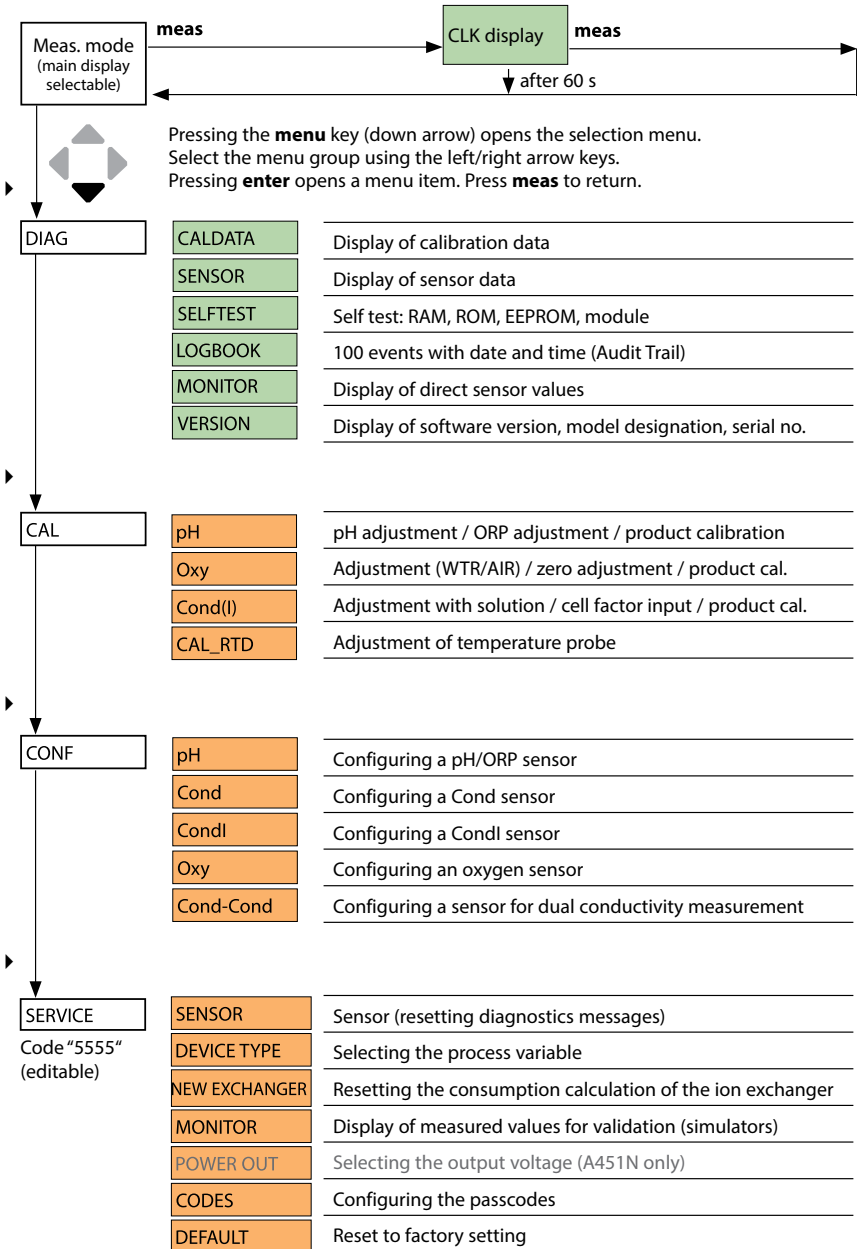 Meas. mode
(main display
selectable)
meas
CLK display
meas
after 60 s
Pressing the menu key (down arrow) opens the selection menu.
Select the menu group using the left/right arrow keys.
Pressing enter opens a menu item. Press meas to return.
DIAG
CALDATA Display of calibration data
SENSOR Display of sensor data
SELFTEST Self test: RAM, ROM, EEPROM, module
LOGBOOK 100 events with date and time (Audit Trail)
MONITOR Display of direct sensor values
VERSION Display of software version, model designation, serial no.
CAL
pH pH adjustment / ORP adjustment / product calibration
Oxy Adjustment (WTR/AIR) / zero adjustment / product cal.
Cond(I) Adjustment with solution / cell factor input / product cal.
CAL_RTD Adjustment of temperature probe
CONF
pH Configuring a pH/ORP sensor
Cond Configuring a Cond sensor
CondI Configuring a CondI sensor
Oxy Configuring an oxygen sensor
Cond-Cond Configuring a sensor for dual conductivity measurement
SERVICE
Code “5555“
(editable)
SENSOR Sensor (resetting diagnostics messages)
DEVICE TYPE Selecting the process variable
NEW EXCHANGER Resetting the consumption calculation of the ion exchanger
MONITOR Display of measured values for validation (simulators)
POWER OUT Selecting the output voltage (A451N only)
CODES Configuring the passcodes
DEFAULT Reset to factory setting